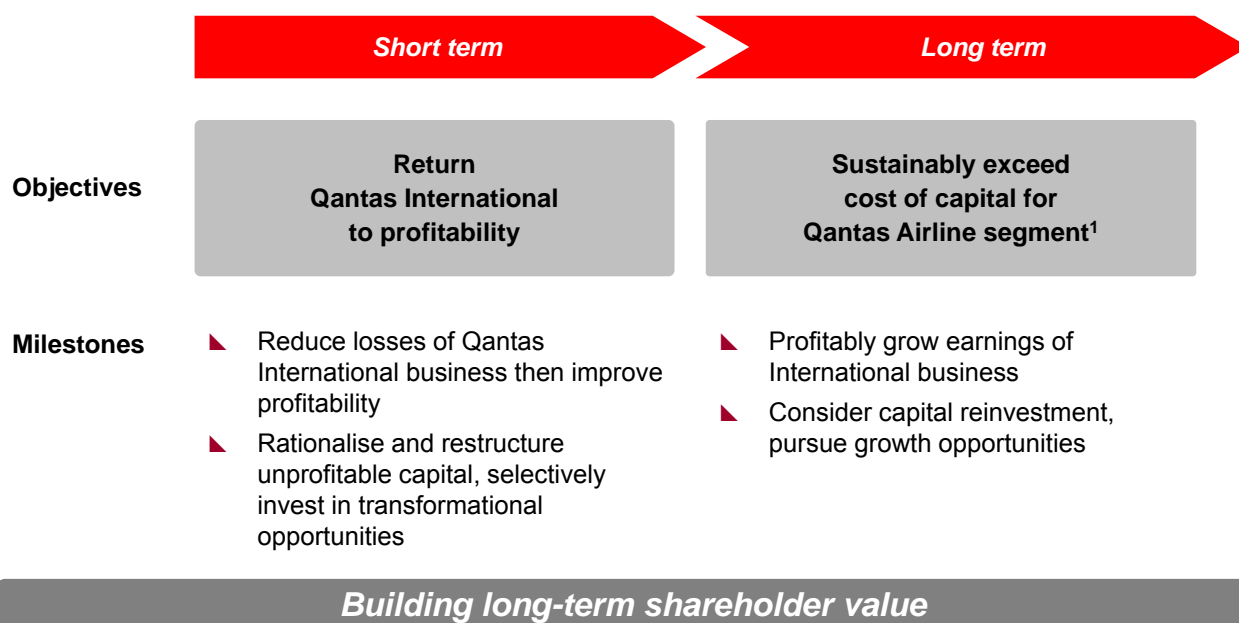 Short term
Long term
Objectives
Return
Qantas International
to profitability
Sustainably exceed
cost of capital for
Qantas Airline segment¹
Milestones
Reduce losses of Qantas
International business then improve
profitability
Rationalise and restructure
unprofitable capital, selectively
invest in transformational
opportunities
Profitably grow earnings of
International business
Consider capital reinvestment,
pursue growth opportunities
Building long-term shareholder value